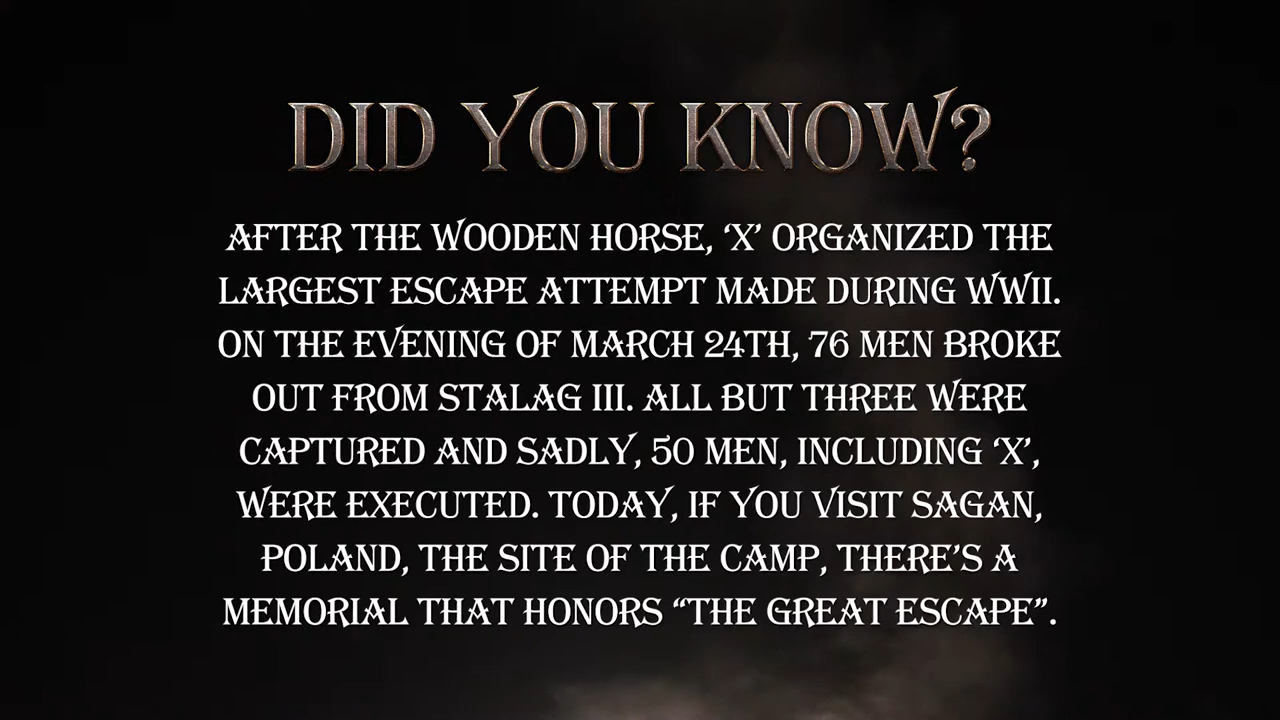 DID YOU KNOW?
AFTER THE WOODEN HORSE, ‘X’ ORGANIZED THE
LARGEST ESCAPE ATTEMPT MADE DURING WWII.
ON THE EVENING OF MARCH 24TH, 76 MEN BROKE
OUT FROM STALAG III. ALL BUT THREE WERE
CAPTURED AND SADLY, 50 MEN, INCLUDING ‘X’,
WERE EXECUTED. TODAY, IF YOU VISIT SAGAN,
POLAND, THE SITE OF THE CAMP, THERE’S A
MEMORIAL THAT HONORS “THE GREAT ESCAPE”.